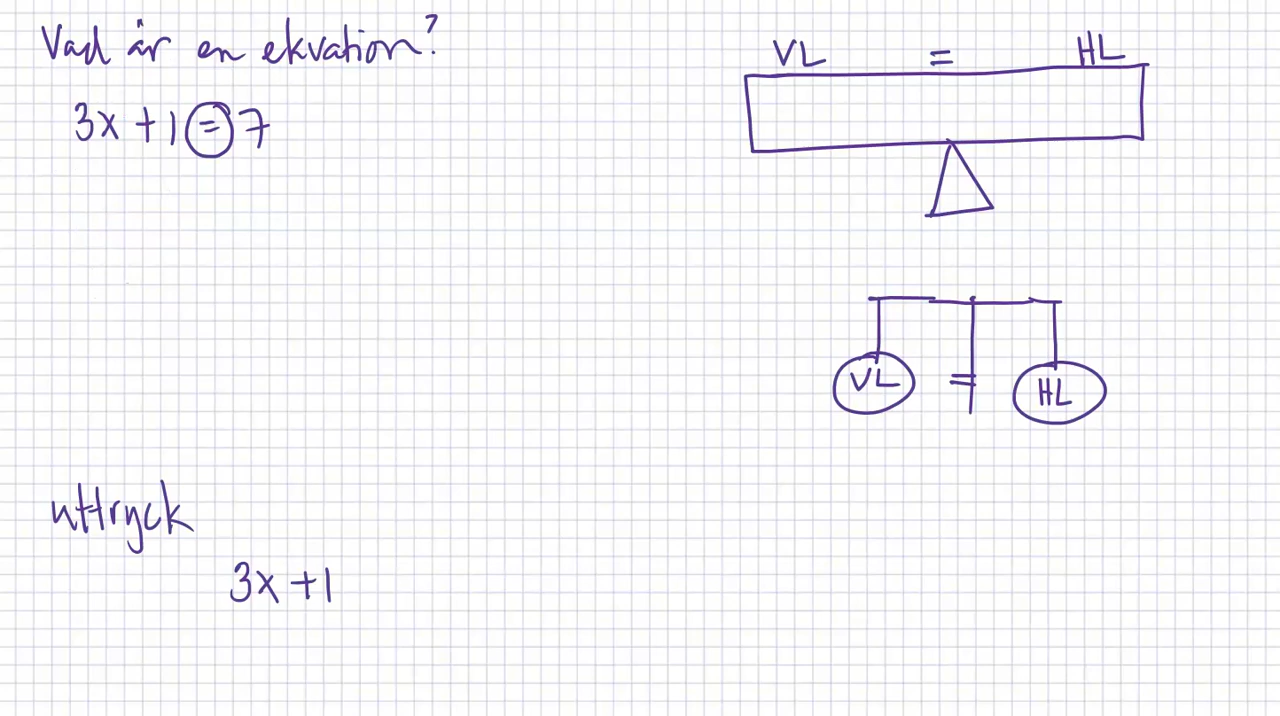 Vad är en ekvation?
3x + 1 = 7
VL = HL
VL = HL
uttryck
3x + 1